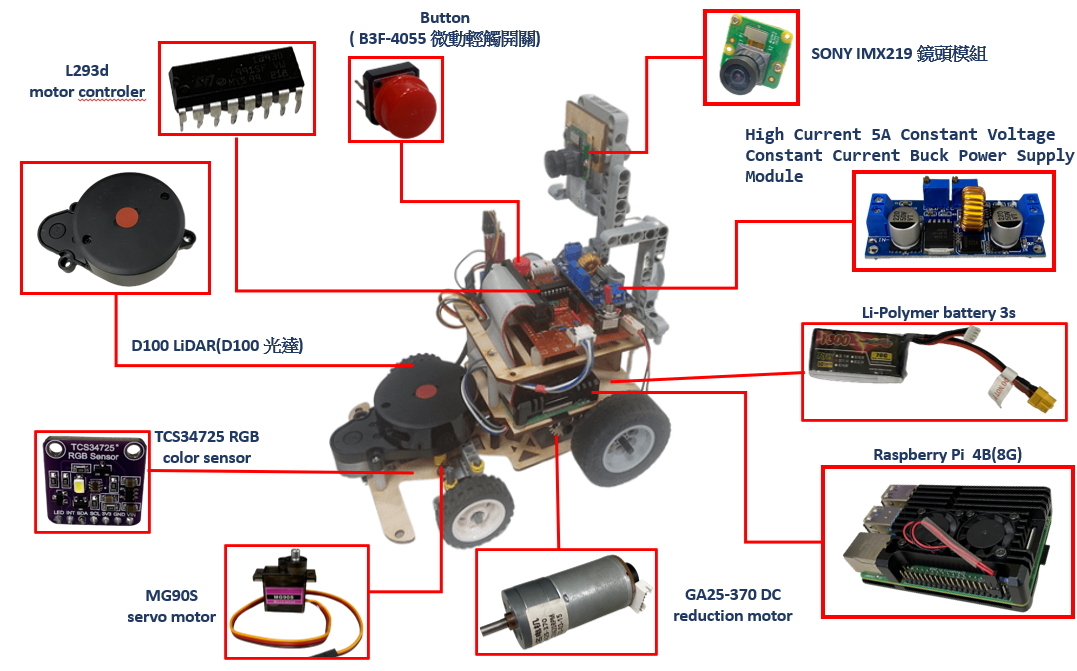 Button
( B3F-4055 微動輕觸開關)
L293d
motor controler
SONY IMX219 鏡頭模組
High Current 5A Constant Voltage
Constant Current Buck Power Supply
Module
D100 LiDAR(D100 光達)
Li-Polymer battery 3s
1300
TCS34725 RGB
color sensor
TCS34725
RGB Sensor
LED INT SDA SCL 3V3 GND VIN
Raspberry Pi 4B(8G)
MG90S
servo motor
MG90S
GA25-370 DC
reduction motor
IN-